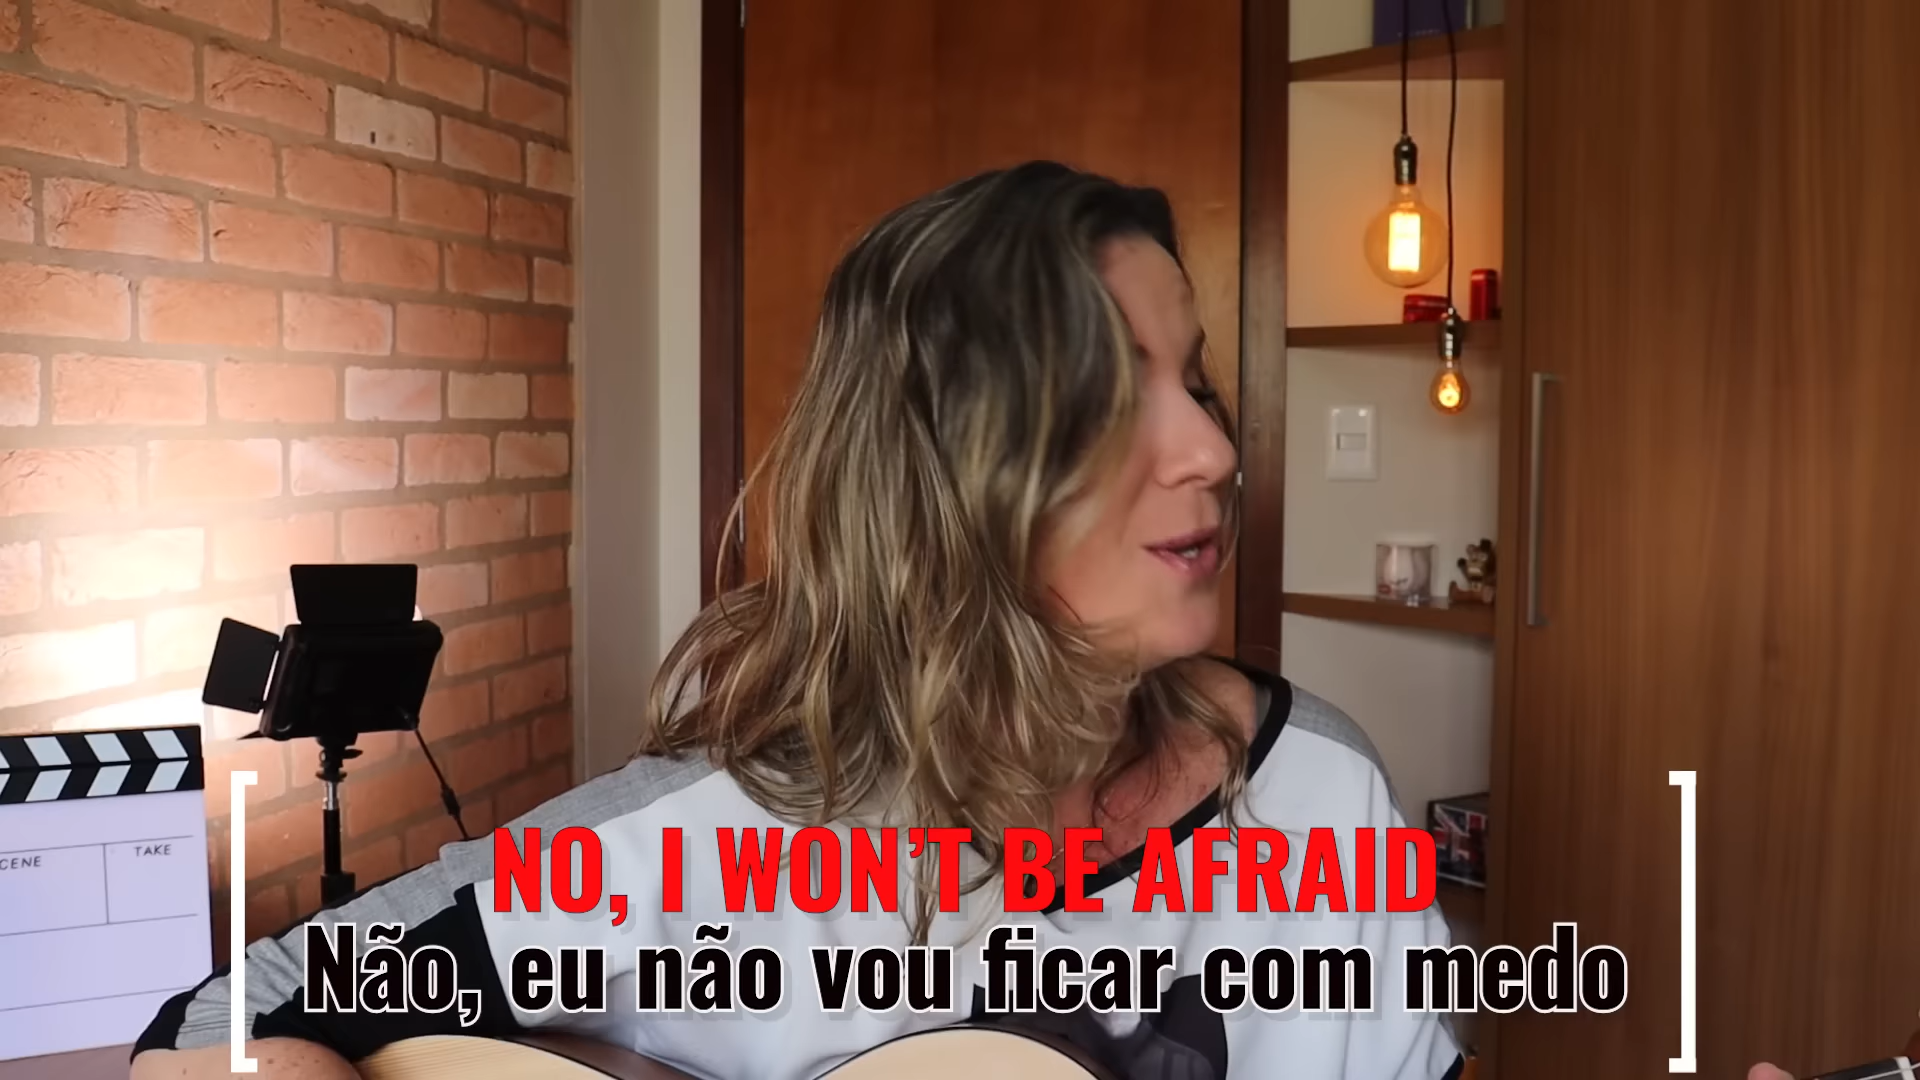 CENE
TAKE
NO, I WON’T BE AFRAID
Não, eu não vou ficar com medo